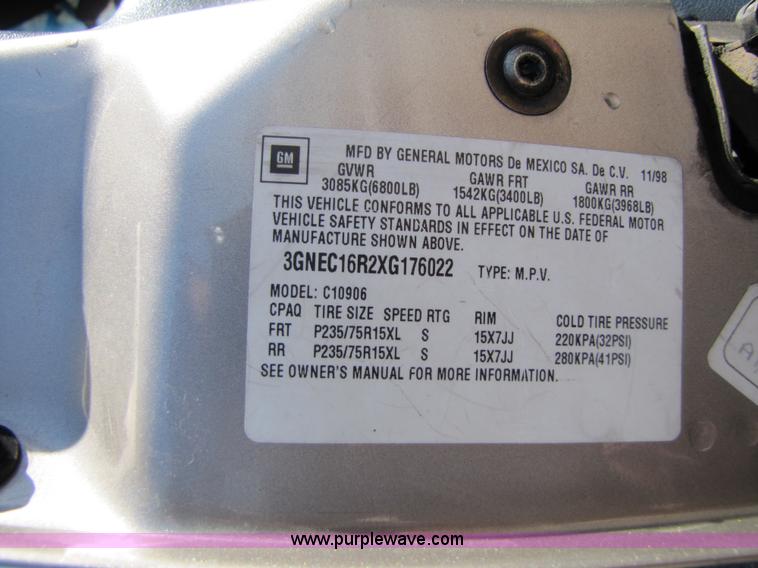 GM
MFD BY GENERAL MOTORS De MEXICO SA. De C.V. 11/98
GVWR GAWR FRT GAWR RR
3085KG(6800LB) 1542KG(3400LB) 1800KG(3968LB)
THIS VEHICLE CONFORMS TO ALL APPLICABLE U.S. FEDERAL MOTOR
VEHICLE SAFETY STANDARDS IN EFFECT ON THE DATE OF
MANUFACTURE SHOWN ABOVE.
3GNEC16R2XG176022 TYPE: M.P.V.
MODEL: C10906
CPAQ TIRE SIZE SPEED RTG RIM COLD TIRE PRESSURE
FRT P235/75R15XL S 15X7JJ 220KPA(32PSI)
RR P235/75R15XL S 15X7JJ 280KPA(41PSI)
SEE OWNER'S MANUAL FOR MORE INFORMATION.
www.purplewave.com